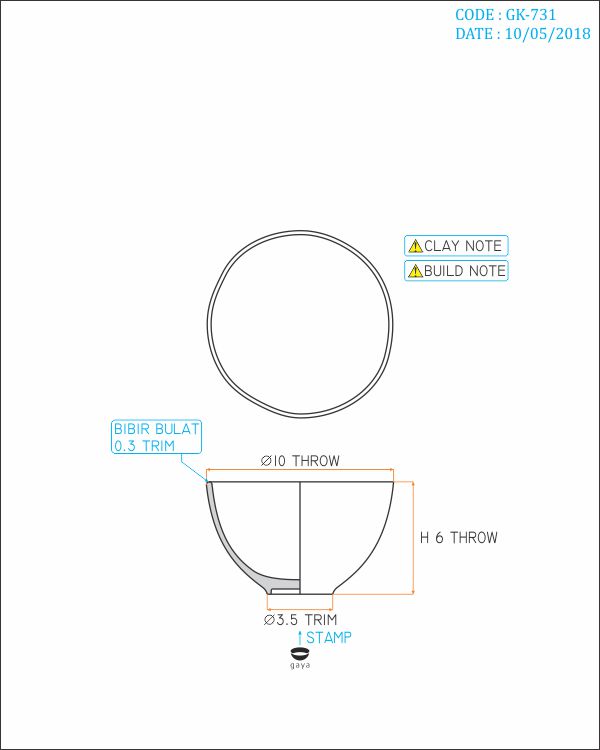 CODE : GK-731
DATE : 10/05/2018
CLAY NOTE
BUILD NOTE
BIBIR BULAT
0.3 TRIM
Ø10 THROW
H 6 THROW
Ø3.5 TRIM
STAMP
gaya